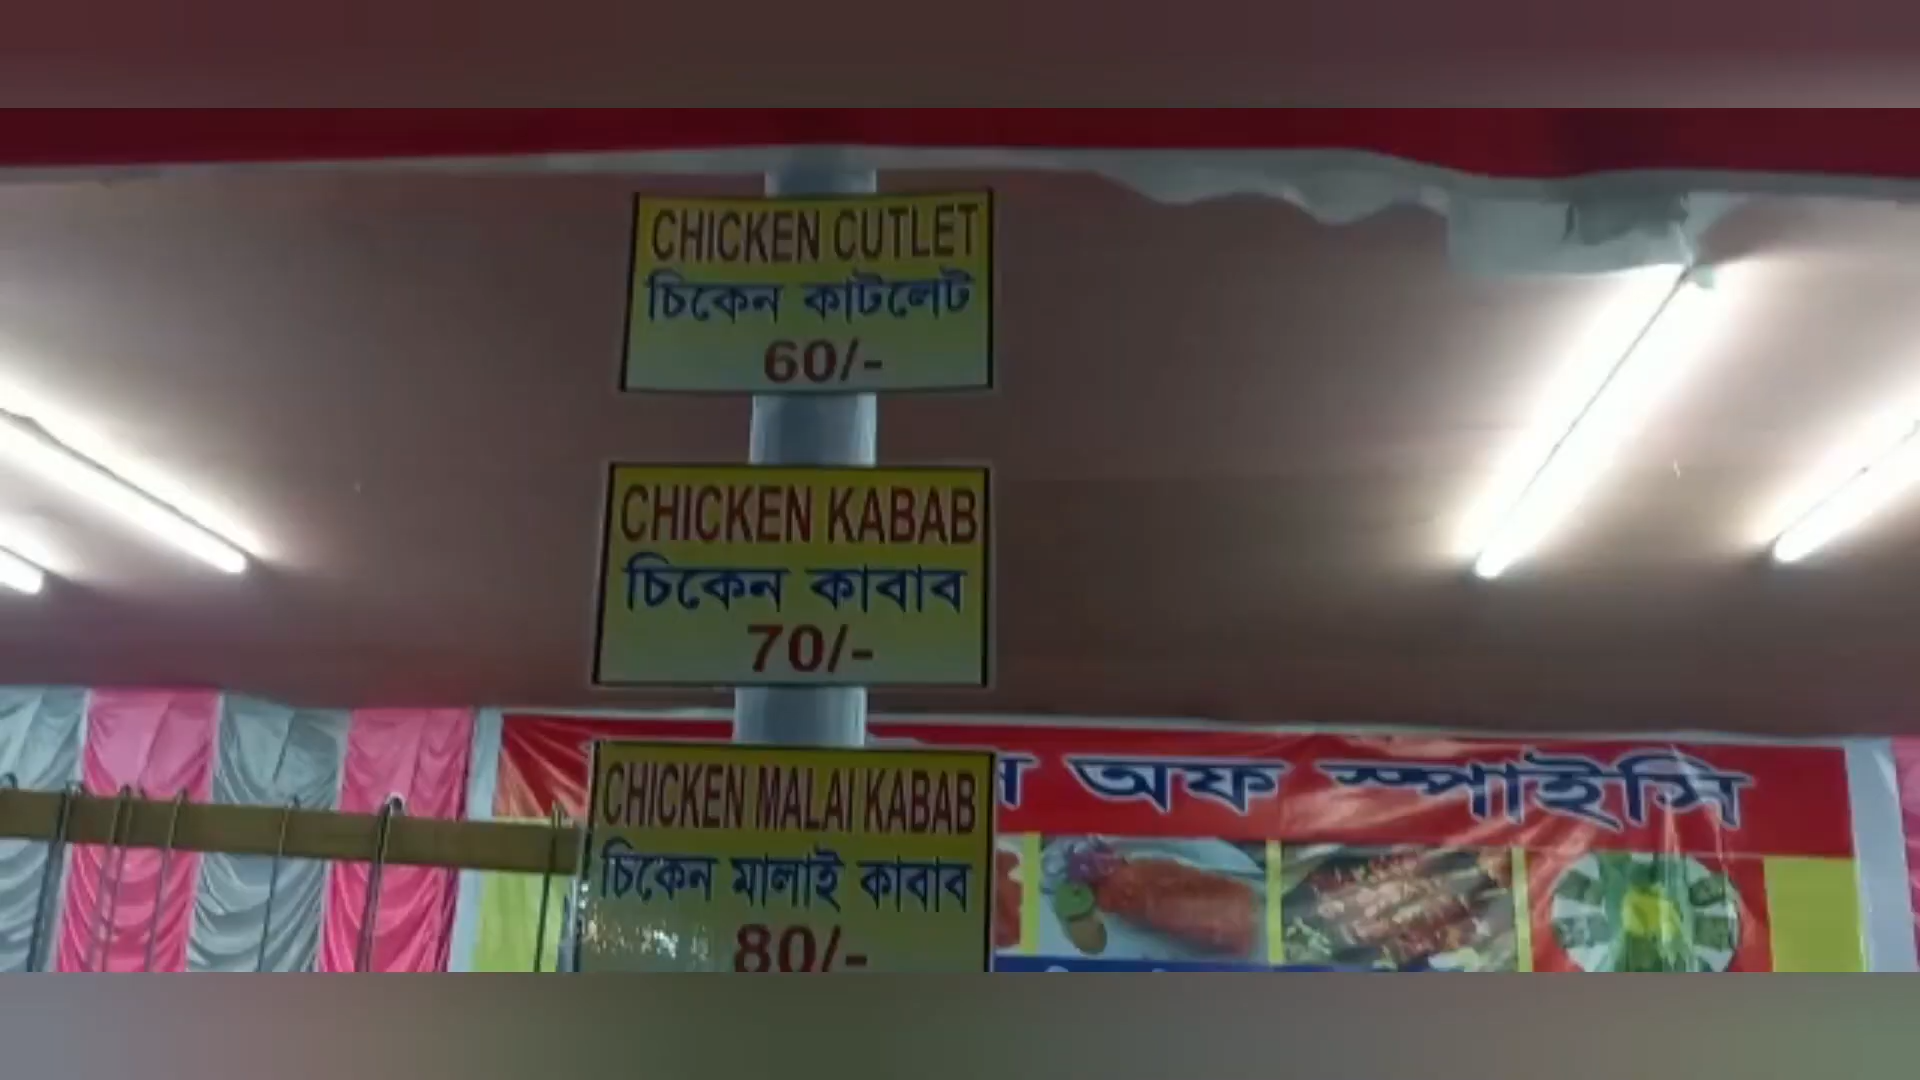 CHICKEN CUTLET
চিকেন কাটলেট
60/-
CHICKEN KABAB
চিকেন কাবাব
70/-
CHICKEN MALAI KABAB
চিকেন মালাই কাবাব
80/-
অফ স্পাইসি